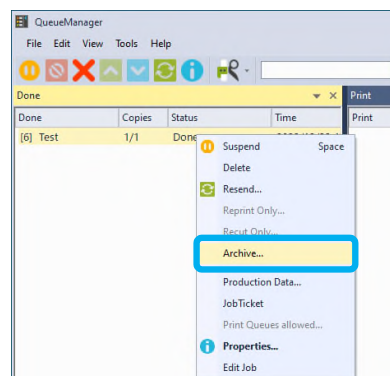 QueueManager
File Edit View Tools Help
Done
Print
Done Copies Status Time Print
[6] Test 1/1 Done
Suspend Space
Delete
Resend...
Reprint Only...
Recut Only...
Archive...
Production Data...
JobTicket
Print Queues allowed...
Properties...
Edit Job